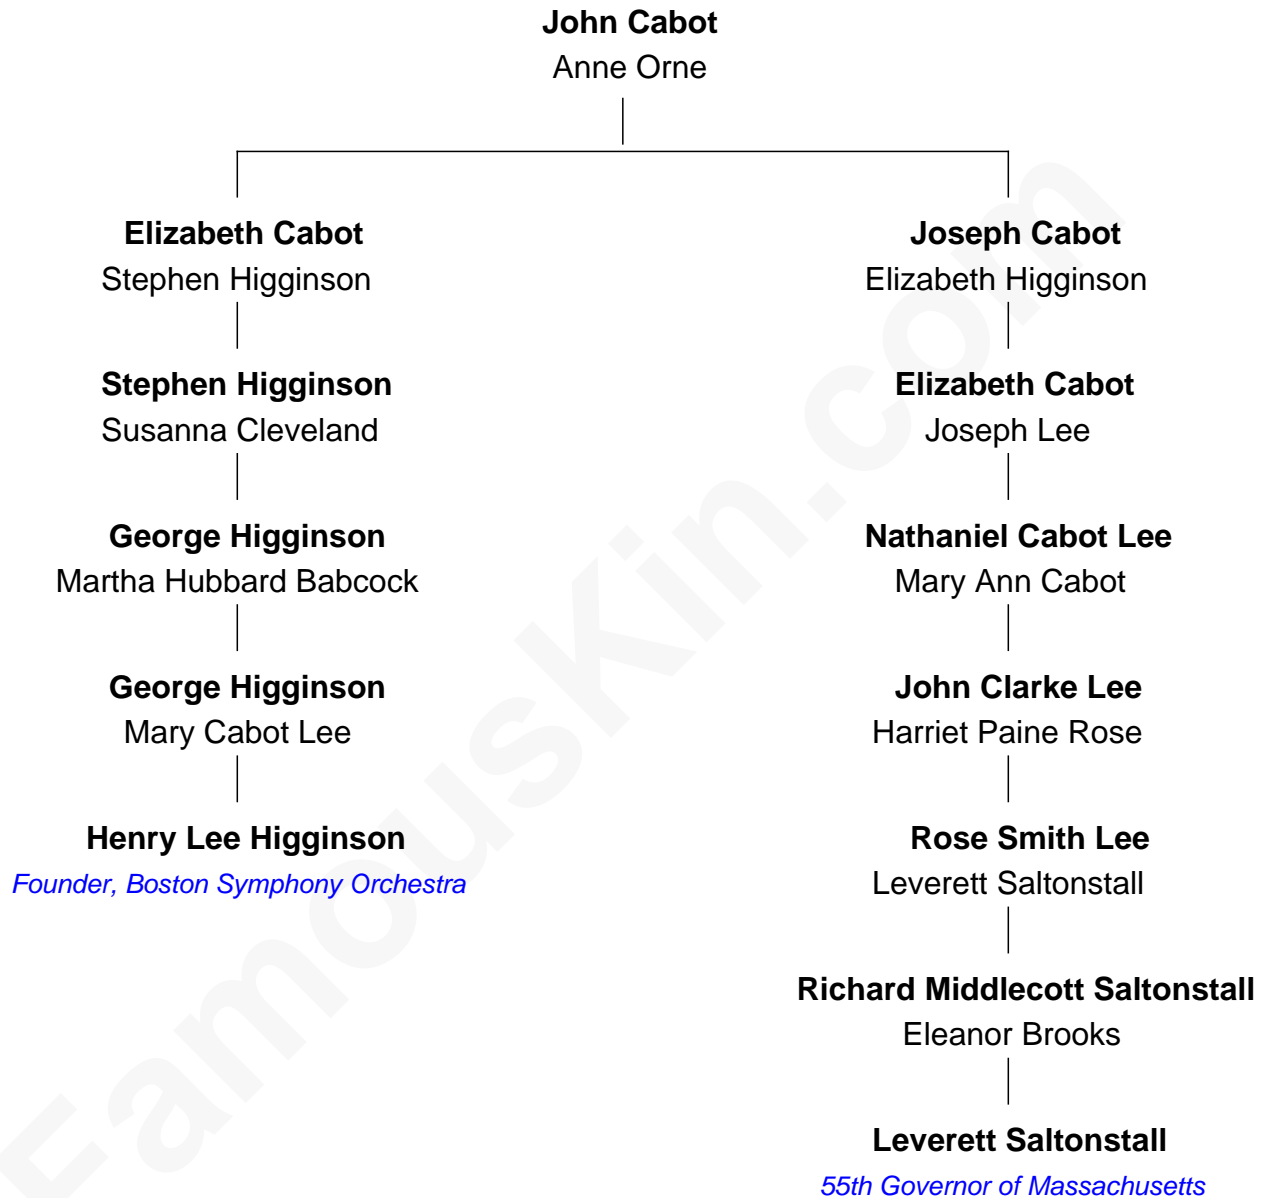 John Cabot
Anne Orne
Elizabeth Cabot
Stephen Higginson
Joseph Cabot
Elizabeth Higginson
Stephen Higginson
Susanna Cleveland
Elizabeth Cabot
Joseph Lee
George Higginson
Martha Hubbard Babcock
Nathaniel Cabot Lee
Mary Ann Cabot
George Higginson
Mary Cabot Lee
John Clarke Lee
Harriet Paine Rose
Henry Lee Higginson
Founder, Boston Symphony Orchestra
Rose Smith Lee
Leverett Saltonstall
Richard Middlecott Saltonstall
Eleanor Brooks
Leverett Saltonstall
55th Governor of Massachusetts
FamousKin.com